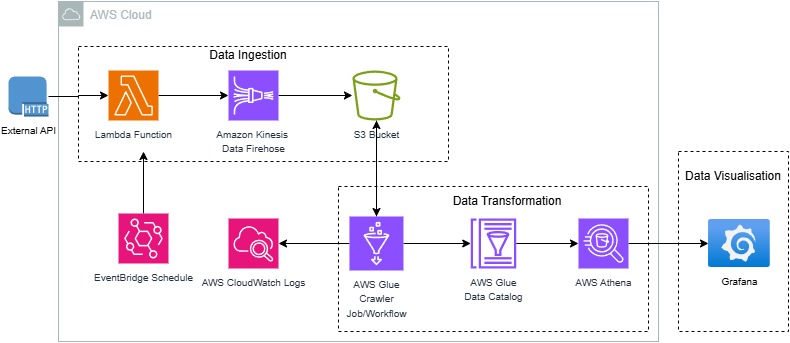 AWS Cloud
Data Ingestion
HTTP
External API
Lambda Function
Amazon Kinesis
Data Firehose
S3 Bucket
Data Transformation
Data Visualisation
EventBridge Schedule
AWS CloudWatch Logs
AWS Glue
Crawler
Job/Workflow
AWS Glue
Data Catalog
AWS Athena
Grafana